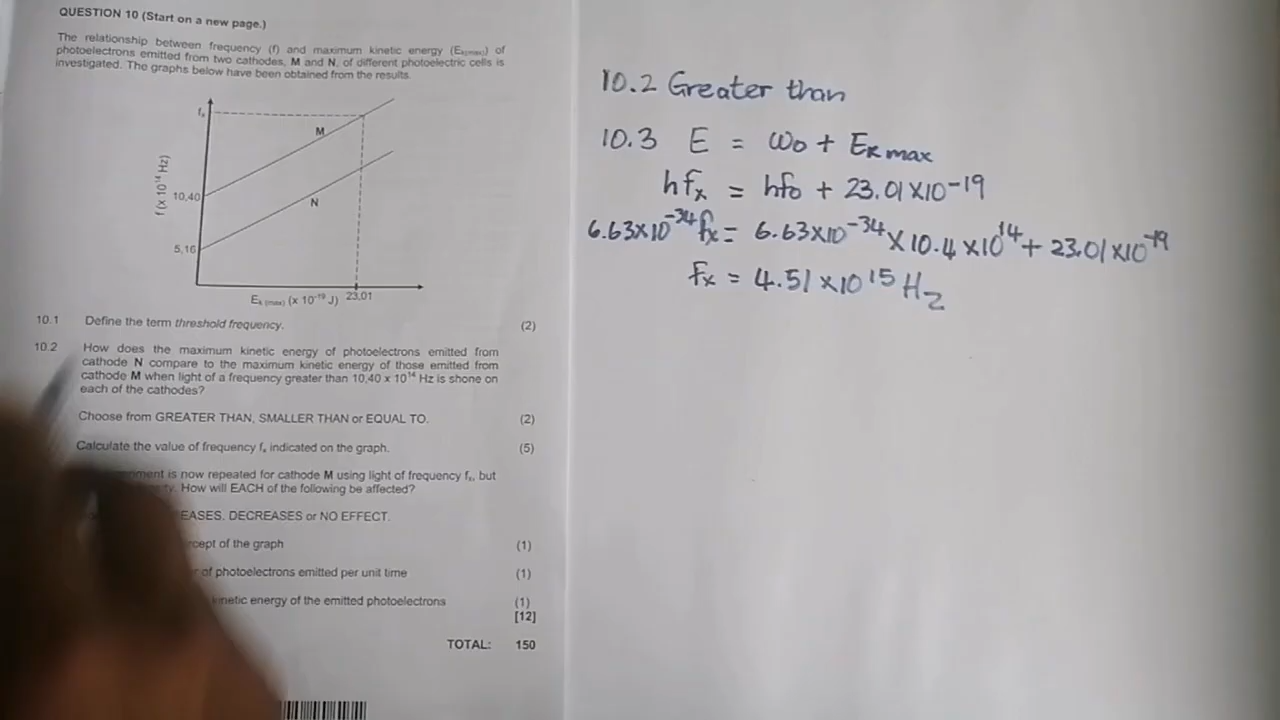 QUESTION 10 (Start on a new page.)
The relationship between frequency (f) and maximum kinetic energy (Ek(max)) of
photoelectrons emitted from two cathodes, M and N, of different photoelectric cells is
investigated. The graphs below have been obtained from the results.
fx
M
f (x 10¹⁴ Hz)
10,40
N
5,16
Ek (max) (x 10⁻¹⁹ J)
23,01
10.1 Define the term threshold frequency. (2)
10.2 How does the maximum kinetic energy of photoelectrons emitted from
cathode N compare to the maximum kinetic energy of those emitted from
cathode M when light of a frequency greater than 10,40 x 10¹⁴ Hz is shone on
each of the cathodes?
Choose from GREATER THAN, SMALLER THAN or EQUAL TO. (2)
Calculate the value of frequency fx indicated on the graph. (5)
is now repeated for cathode M using light of frequency fx, but
How will EACH of the following be affected?
DECREASES or NO EFFECT.
of the graph (1)
of photoelectrons emitted per unit time (1)
kinetic energy of the emitted photoelectrons (1)
[12]
TOTAL: 150
10.2 Greater than
10.3 E = W0 + Ek max
hfx = hf0 + 23.01×10⁻¹⁹
6.63×10⁻³⁴fx = 6.63×10⁻³⁴ × 10.4×10¹⁴ + 23.01×10⁻¹⁹
fx = 4.51×10¹⁵ Hz